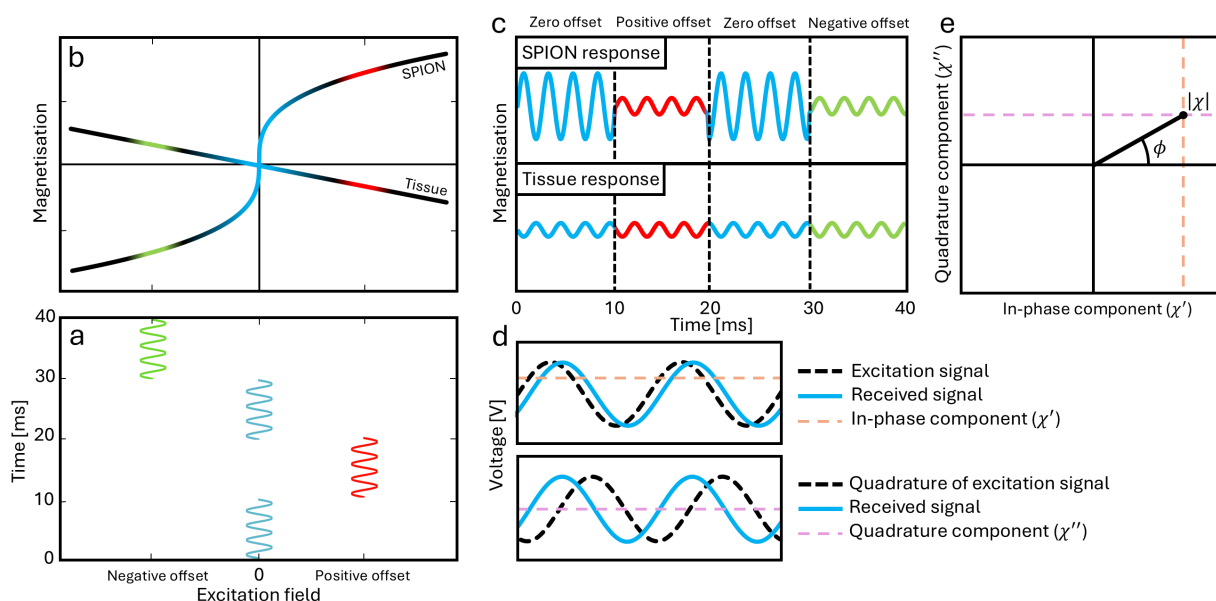 b
Magnetisation
SPION
Tissue
a
Time [ms]
40
30
20
10
0
Negative offset
0
Positive offset
Excitation field
c
Zero offset
Positive offset
Zero offset
Negative offset
SPION response
Tissue response
Magnetisation
0
10
20
30
40
Time [ms]
d
Voltage [V]
Excitation signal
Received signal
In-phase component (χ′)
Quadrature of excitation signal
Received signal
Quadrature component (χ′′)
e
Quadrature component (χ′′)
|χ|
ϕ
In-phase component (χ′)